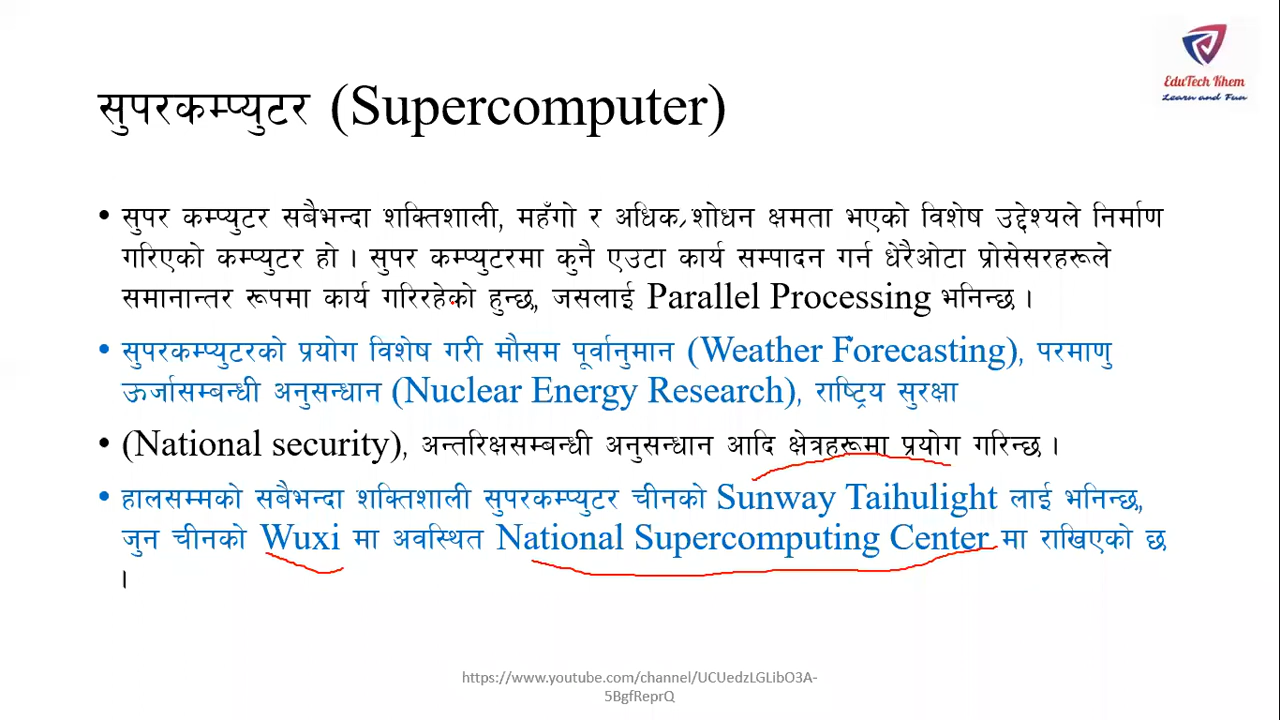 EduTech Khem
Learn and Fun
सुपरकम्प्युटर (Supercomputer)
• सुपर कम्प्युटर सबैभन्दा शक्तिशाली, महँगो र अधिक/शोधन क्षमता भएको विशेष उद्देश्यले निर्माण
गरिएको कम्प्युटर हो । सुपर कम्प्युटरमा कुनै एउटा कार्य सम्पादन गर्न धेरैओटा प्रोसेसरहरूले
समानान्तर रूपमा कार्य गरिरहेको हुन्छ, जसलाई Parallel Processing भनिन्छ ।
• सुपरकम्प्युटरको प्रयोग विशेष गरी मौसम पूर्वानुमान (Weather Forecasting), परमाणु
ऊर्जासम्बन्धी अनुसन्धान (Nuclear Energy Research), राष्ट्रिय सुरक्षा
• (National security), अन्तरिक्षसम्बन्धी अनुसन्धान आदि क्षेत्रहरूमा प्रयोग गरिन्छ ।
• हालसम्मको सबैभन्दा शक्तिशाली सुपरकम्प्युटर चीनको Sunway Taihulight लाई भनिन्छ,
जुन चीनको Wuxi मा अवस्थित National Supercomputing Center मा राखिएको छ
।
https://www.youtube.com/channel/UCUedzLGLibO3A-
5BgfReprQ